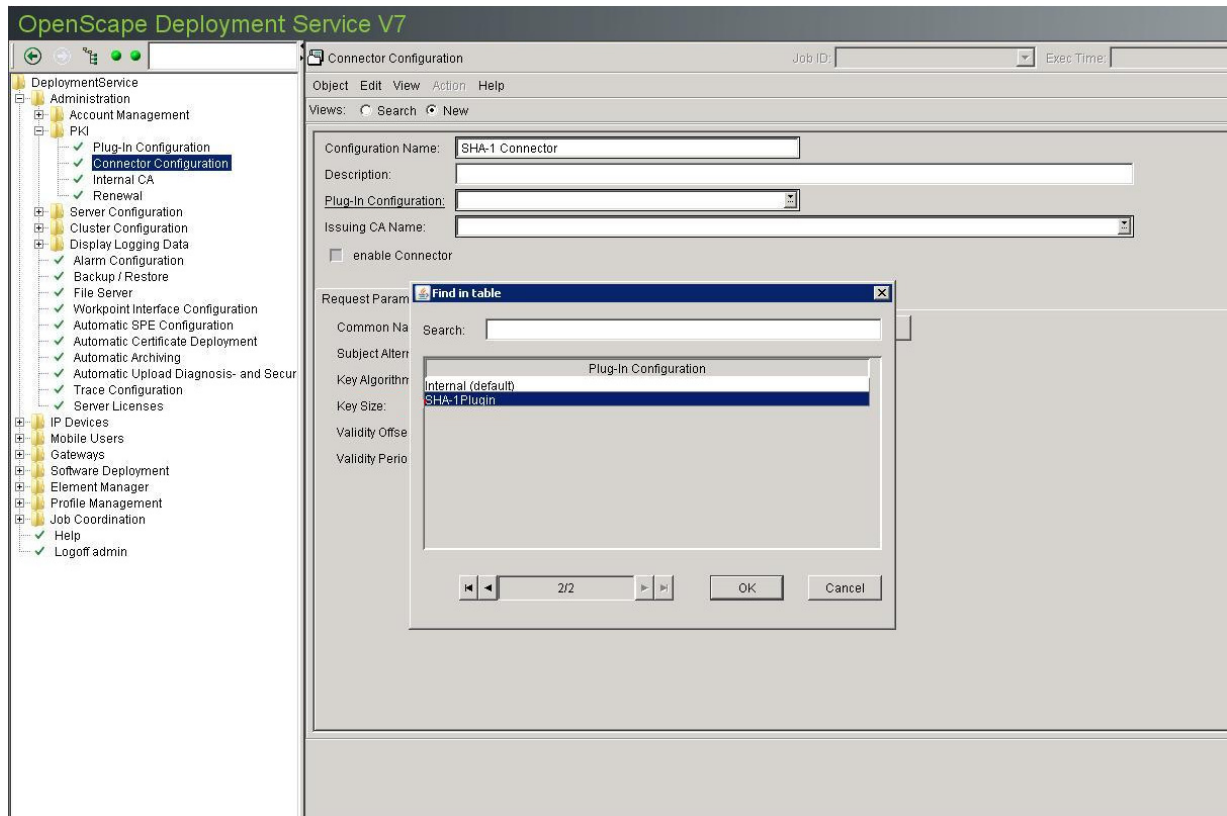 OpenScape Deployment Service V7
Connector Configuration
Job ID:
Exec Time:
Object Edit View Action Help
Views: Search New
DeploymentService
Administration
Account Management
PKI
Plug-In Configuration
Connector Configuration
Internal CA
Renewal
Server Configuration
Cluster Configuration
Display Logging Data
Alarm Configuration
Backup / Restore
File Server
Workpoint Interface Configuration
Automatic SPE Configuration
Automatic Certificate Deployment
Automatic Archiving
Automatic Upload Diagnosis- and Secur
Trace Configuration
Server Licenses
IP Devices
Mobile Users
Gateways
Software Deployment
Element Manager
Profile Management
Job Coordination
Help
Logoff admin
Configuration Name: SHA-1 Connector
Description:
Plug-In Configuration:
Issuing CA Name:
enable Connector
Request Param
Common Na
Subject Altern
Key Algorithm
Key Size:
Validity Offse
Validity Perio
Find in table
Search:
Plug-In Configuration
Internal (default)
SHA-1Plugin
2/2
OK
Cancel